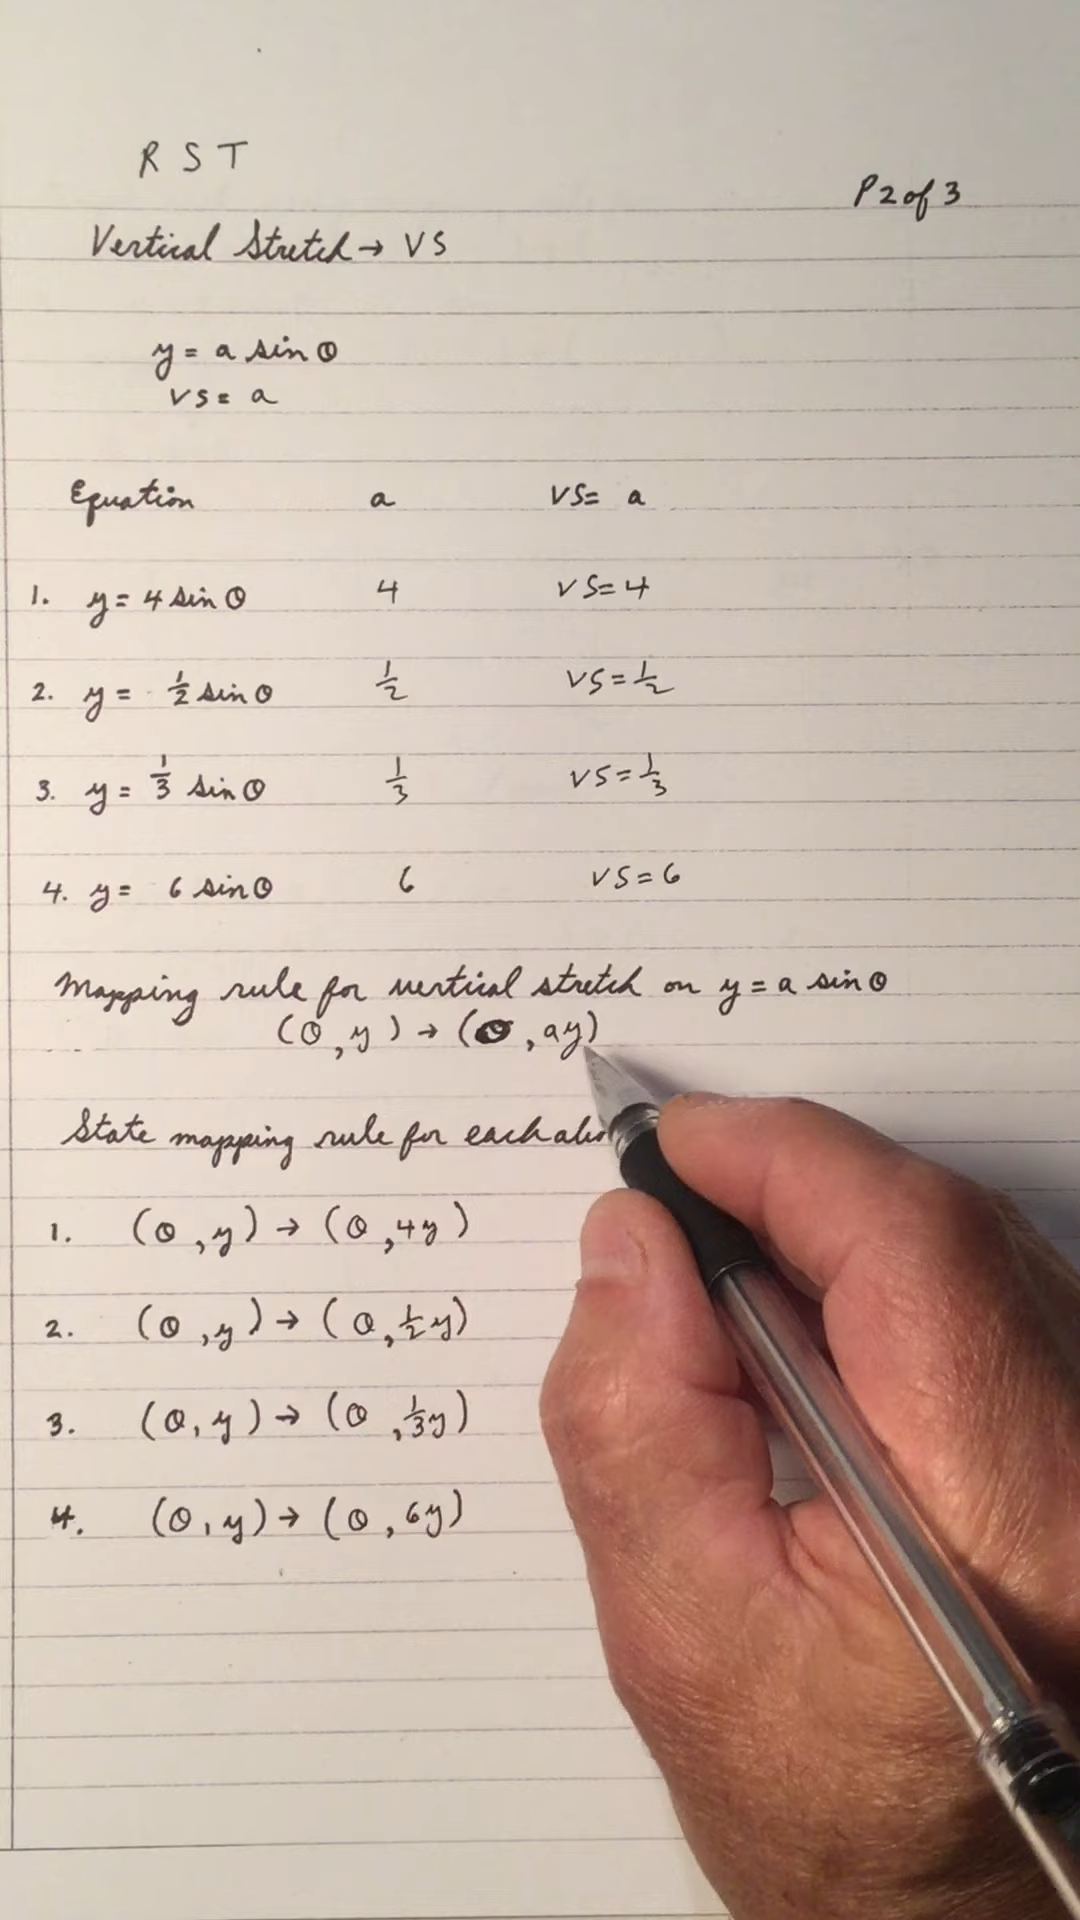 R S T
P2 of 3
Vertical Stretch → VS
y = a sin θ
VS = a
Equation a VS = a
1. y = 4 sin θ 4 VS = 4
2. y = 1/2 sin θ 1/2 VS = 1/2
3. y = 1/3 sin θ 1/3 VS = 1/3
4. y = 6 sin θ 6 VS = 6
Mapping rule for vertical stretch on y = a sin θ
(θ, y) → (θ, ay)
State mapping rule for each
1. (θ, y) → (θ, 4y)
2. (θ, y) → (θ, 1/2 y)
3. (θ, y) → (θ, 1/3 y)
4. (θ, y) → (θ, 6y)